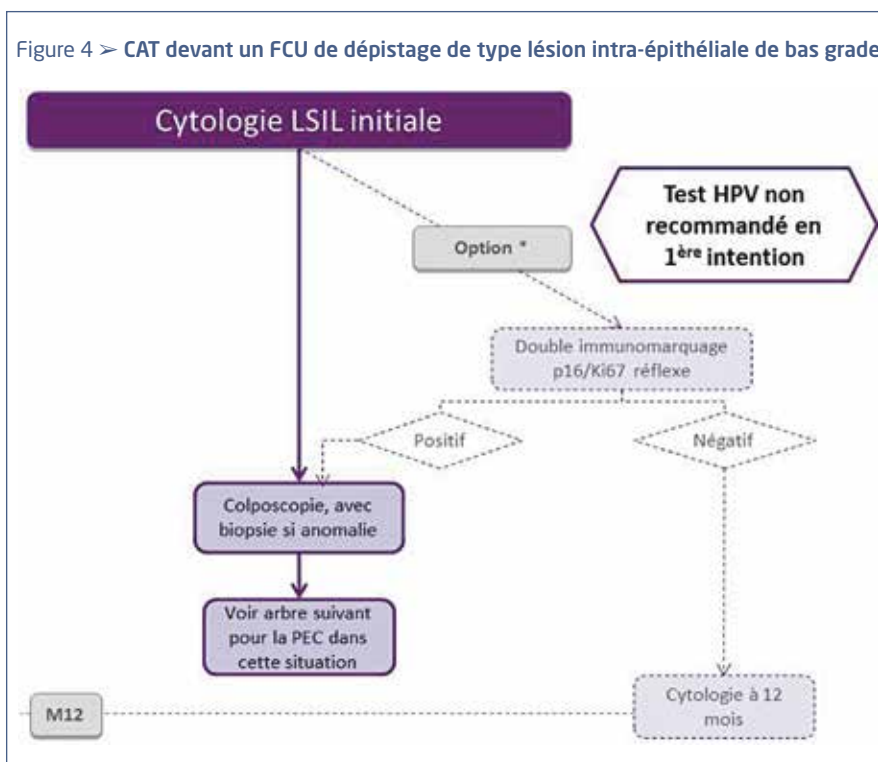 Figure 4 ➢ CAT devant un FCU de dépistage de type lésion intra-épithéliale de bas grade
Cytologie LSIL initiale
Test HPV non
recommandé en
1ère intention
Option *
Double immunomarquage
p16/Ki67 réflexe
Positif
Négatif
Colposcopie, avec
biopsie si anomalie
Voir arbre suivant
pour la PEC dans
cette situation
Cytologie à 12
mois
M12